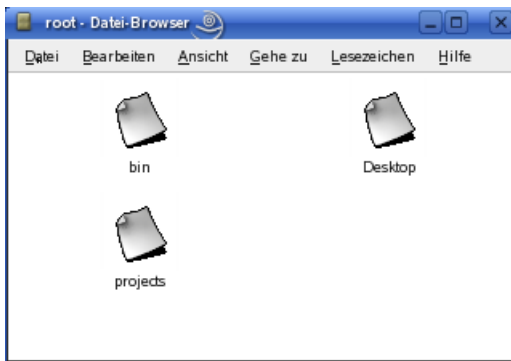 root - Datei-Browser
Datei Bearbeiten Ansicht Gehe zu Lesezeichen Hilfe
bin Desktop
projects